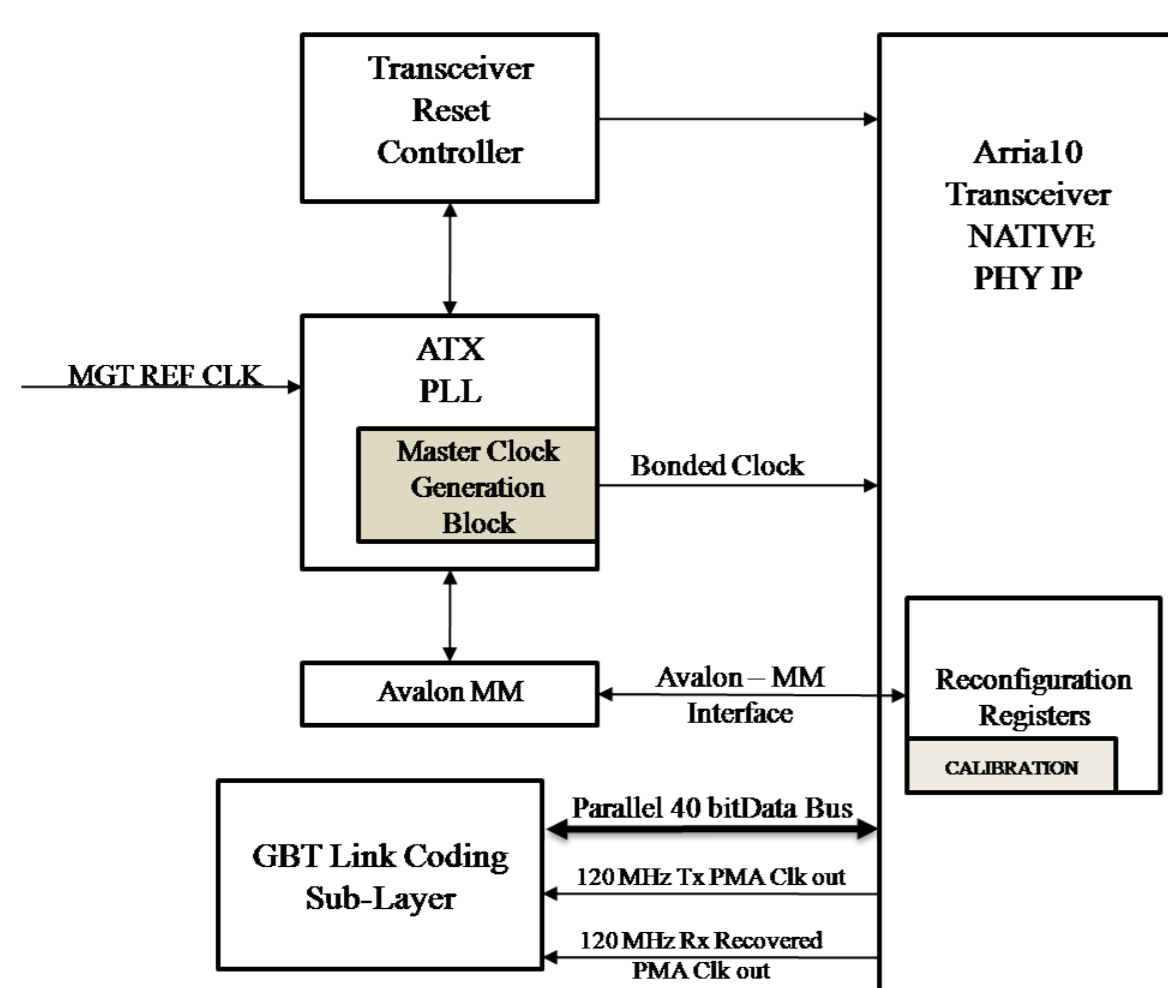 Transceiver
Reset
Controller
Arria10
Transceiver
NATIVE
PHY IP
ATX
PLL
MGT REF CLK
Master Clock
Generation
Block
Bonded Clock
Avalon MM
Avalon – MM
Interface
Reconfiguration
Registers
CALIBRATION
Parallel 40 bitData Bus
GBT Link Coding
Sub-Layer
120 MHz Tx PMA Clk out
120 MHz Rx Recovered
PMA Clk out